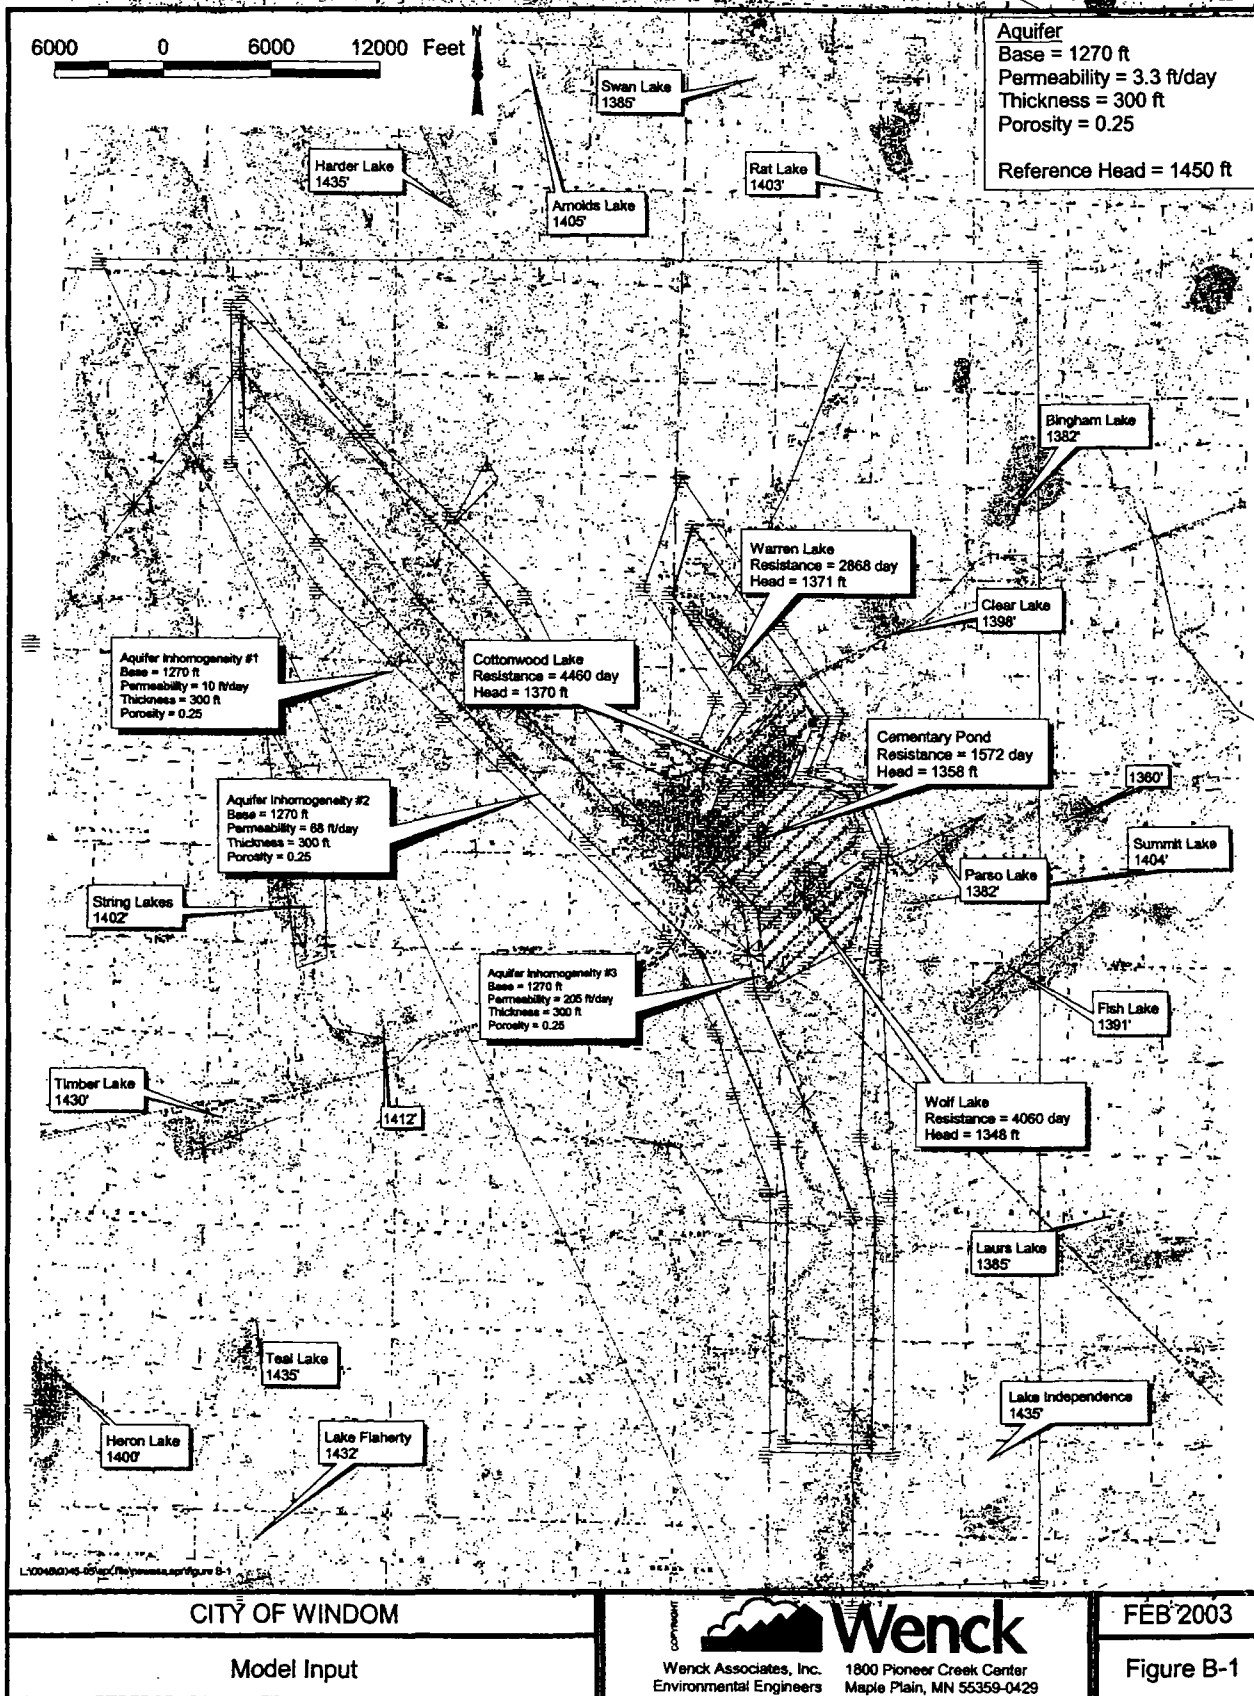 6000 0 6000 12000 Feet
N
Aquifer
Base = 1270 ft
Permeability = 3.3 ft/day
Thickness = 300 ft
Porosity = 0.25
Reference Head = 1450 ft
Swan Lake
1385'
Harder Lake
1435'
Arnolds Lake
1405'
Rat Lake
1403'
Bingham Lake
1382'
Warren Lake
Resistance = 2868 day
Head = 1371 ft
Clear Lake
1398'
Aquifer Inhomogeneity #1
Base = 1270 ft
Permeability = 10 ft/day
Thickness = 300 ft
Porosity = 0.25
Cottonwood Lake
Resistance = 4460 day
Head = 1370 ft
Cementary Pond
Resistance = 1572 day
Head = 1358 ft
1360'
Aquifer Inhomogeneity #2
Base = 1270 ft
Permeability = 68 ft/day
Thickness = 300 ft
Porosity = 0.25
Summit Lake
1404'
Parso Lake
1382'
String Lakes
1402'
Aquifer Inhomogeneity #3
Base = 1270 ft
Permeability = 205 ft/day
Thickness = 300 ft
Porosity = 0.25
Fish Lake
1391'
Timber Lake
1430'
1412'
Wolf Lake
Resistance = 4060 day
Head = 1348 ft
Laurs Lake
1385'
Teal Lake
1435'
Lake Independence
1435'
Heron Lake
1400'
Lake Flaherty
1432'
CITY OF WINDOM
Model Input
COPYRIGHT
Wenck
Wenck Associates, Inc. 1800 Pioneer Creek Center
Environmental Engineers Maple Plain, MN 55359-0429
FEB 2003
Figure B-1